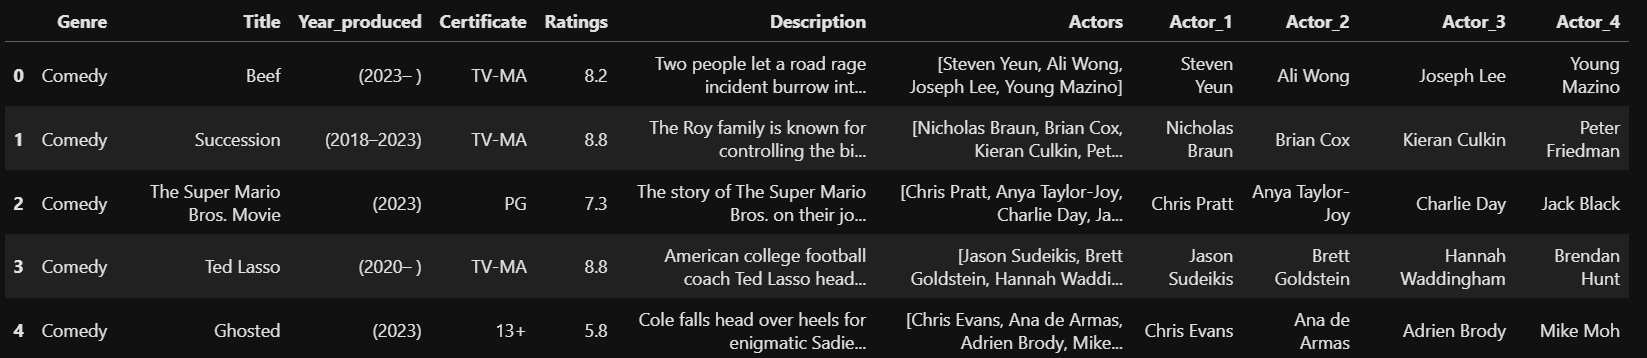 Genre Title Year_produced Certificate Ratings Description Actors Actor_1 Actor_2 Actor_3 Actor_4
0 Comedy Beef (2023– ) TV-MA 8.2 Two people let a road rage incident burrow int... [Steven Yeun, Ali Wong, Joseph Lee, Young Mazino] Steven Yeun Ali Wong Joseph Lee Young Mazino
1 Comedy Succession (2018–2023) TV-MA 8.8 The Roy family is known for controlling the bi... [Nicholas Braun, Brian Cox, Kieran Culkin, Pet... Nicholas Braun Brian Cox Kieran Culkin Peter Friedman
2 Comedy The Super Mario Bros. Movie (2023) PG 7.3 The story of The Super Mario Bros. on their jo... [Chris Pratt, Anya Taylor-Joy, Charlie Day, Ja... Chris Pratt Anya Taylor-Joy Charlie Day Jack Black
3 Comedy Ted Lasso (2020– ) TV-MA 8.8 American college football coach Ted Lasso head... [Jason Sudeikis, Brett Goldstein, Hannah Waddi... Jason Sudeikis Brett Goldstein Hannah Waddingham Brendan Hunt
4 Comedy Ghosted (2023) 13+ 5.8 Cole falls head over heels for enigmatic Sadie... [Chris Evans, Ana de Armas, Adrien Brody, Mike... Chris Evans Ana de Armas Adrien Brody Mike Moh